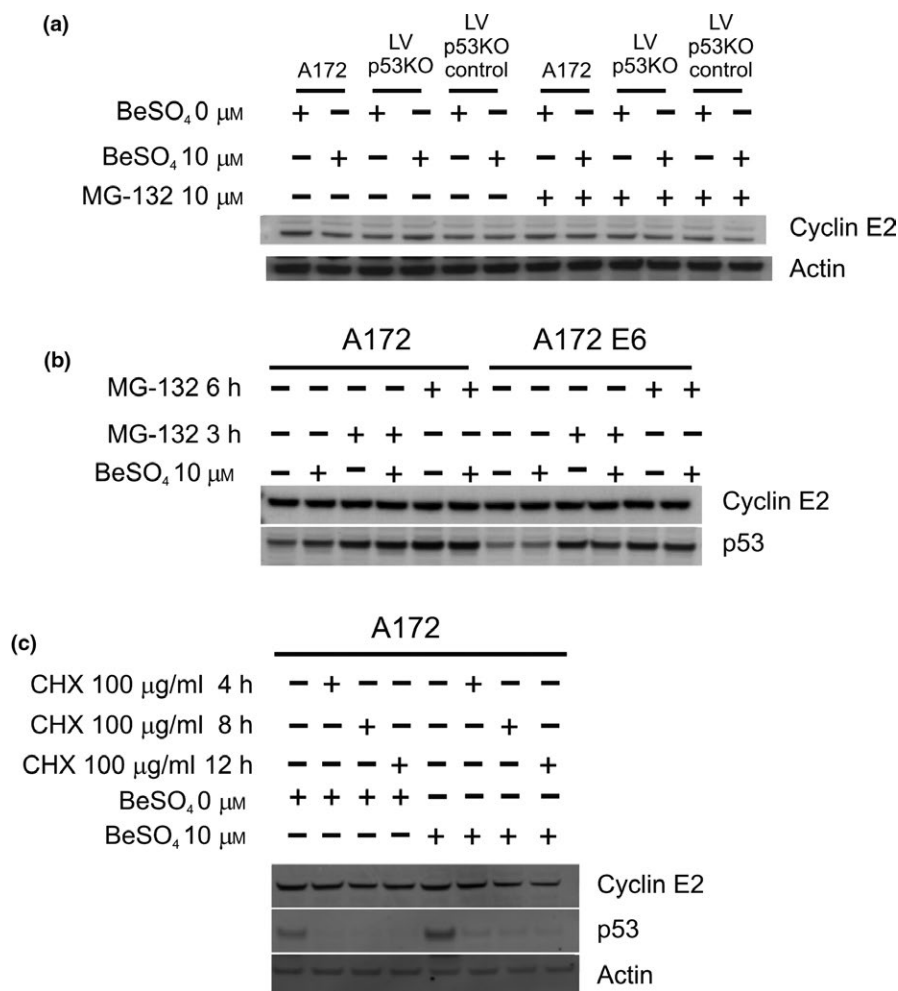 (a)
A172
LV p53KO
LV p53KO control
A172
LV p53KO
LV p53KO control
BeSO₄ 0 µM + − + − + − + − + − + −
BeSO₄ 10 µM − + − + − + − + − + − +
MG-132 10 µM − − − − − − + + + + + +
Cyclin E2
Actin
(b)
A172
A172 E6
MG-132 6 h − − − − + + − − − − + +
MG-132 3 h − − + + − − − − + + − −
BeSO₄ 10 µM − + − + − + − + − + − +
Cyclin E2
p53
(c)
A172
CHX 100 µg/ml 4 h − + − − − + − −
CHX 100 µg/ml 8 h − − + − − − + −
CHX 100 µg/ml 12 h − − − + − − − +
BeSO₄ 0 µM + + + + − − − −
BeSO₄ 10 µM − − − − + + + +
Cyclin E2
p53
Actin